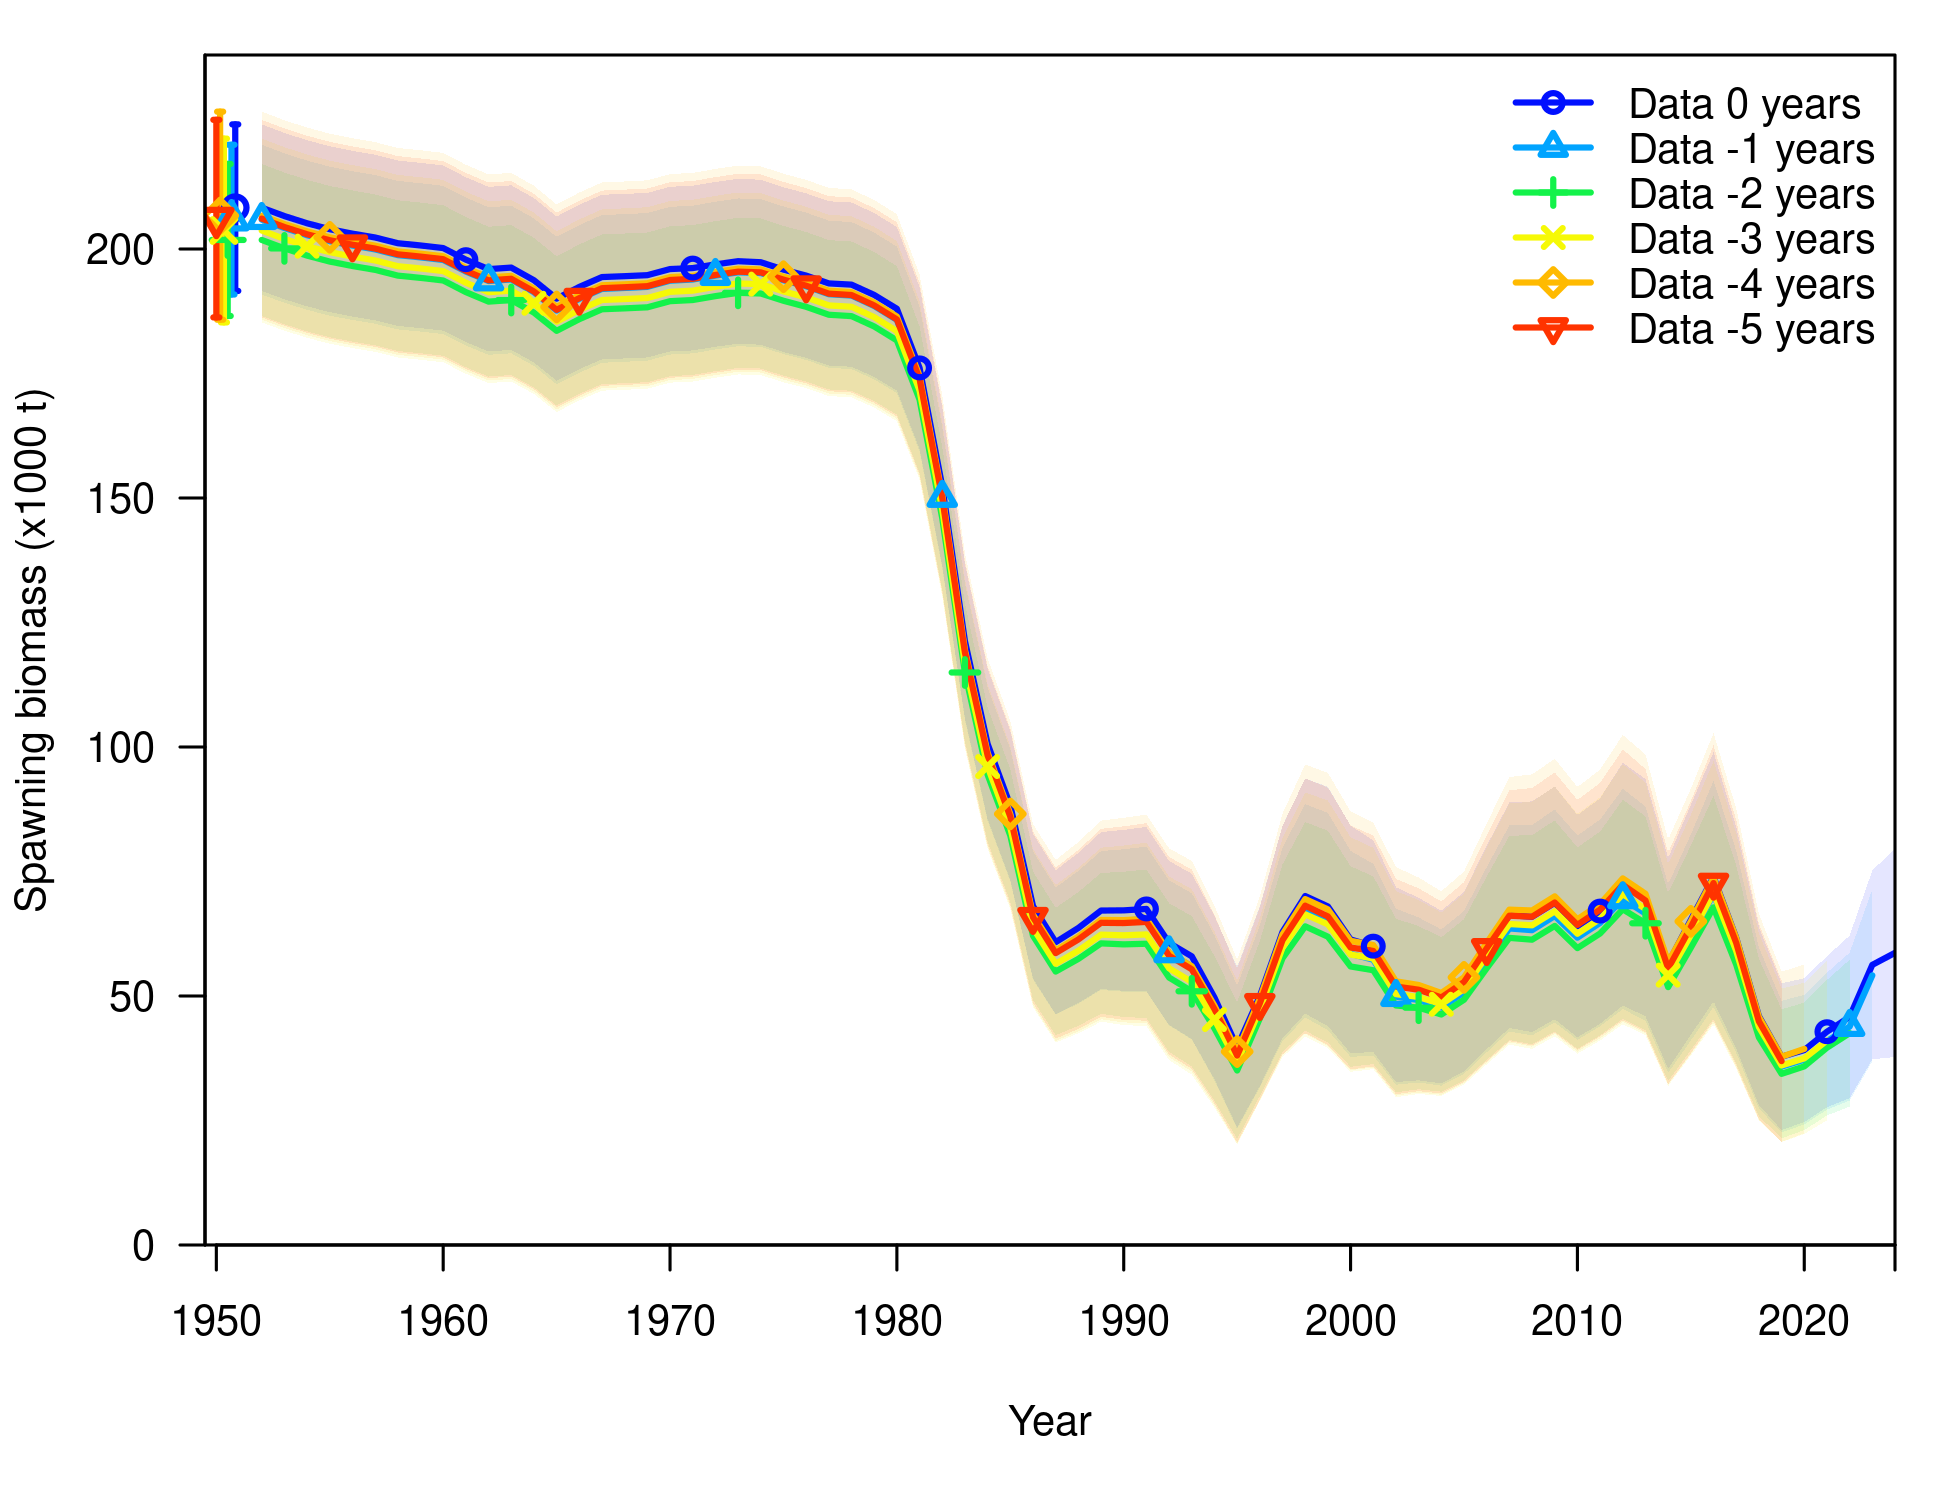 Data 0 years
Data -1 years
Data -2 years
Data -3 years
Data -4 years
Data -5 years
Spawning biomass (x1000 t)
200
150
100
50
0
1950 1960 1970 1980 1990 2000 2010 2020
Year